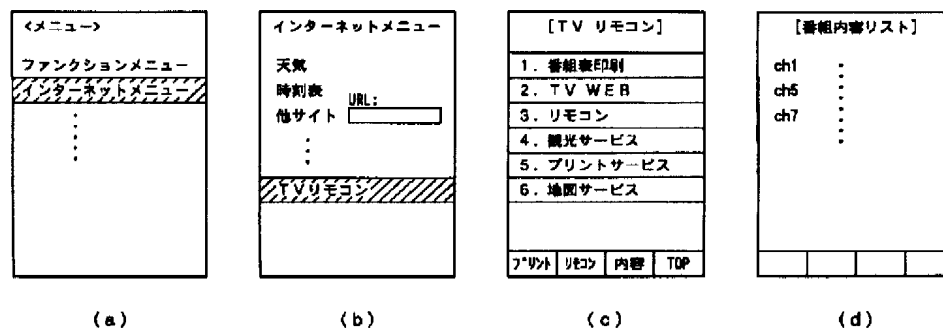 <メニュー>
ファンクションメニュー
インターネットメニュー
(a)
インターネットメニュー
天気
時刻表
他サイト URL:
TVリモコン
(b)
[TV リモコン]
1. 番組表印刷
2. TV WEB
3. リモコン
4. 観光サービス
5. プリントサービス
6. 地図サービス
プリント リモコン 内容 TOP
(c)
[番組内容リスト]
ch1
ch5
ch7
(d)